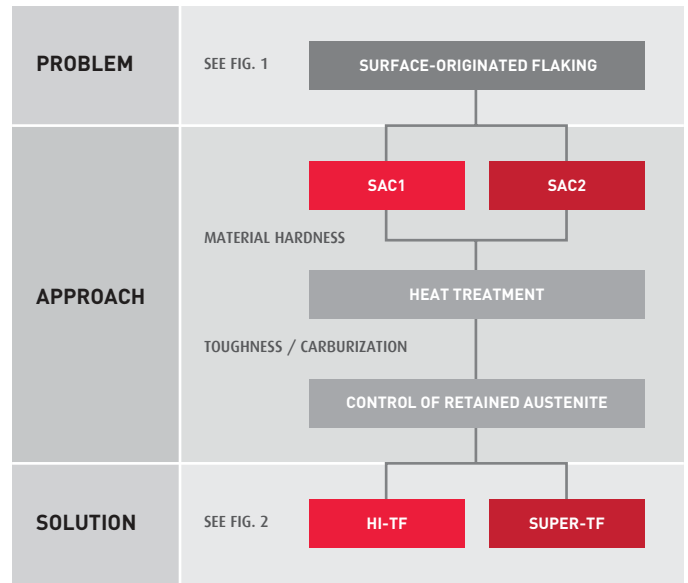 PROBLEM
SEE FIG. 1
SURFACE-ORIGINATED FLAKING
SAC1
SAC2
MATERIAL HARDNESS
APPROACH
HEAT TREATMENT
TOUGHNESS / CARBURIZATION
CONTROL OF RETAINED AUSTENITE
SOLUTION
SEE FIG. 2
HI-TF
SUPER-TF